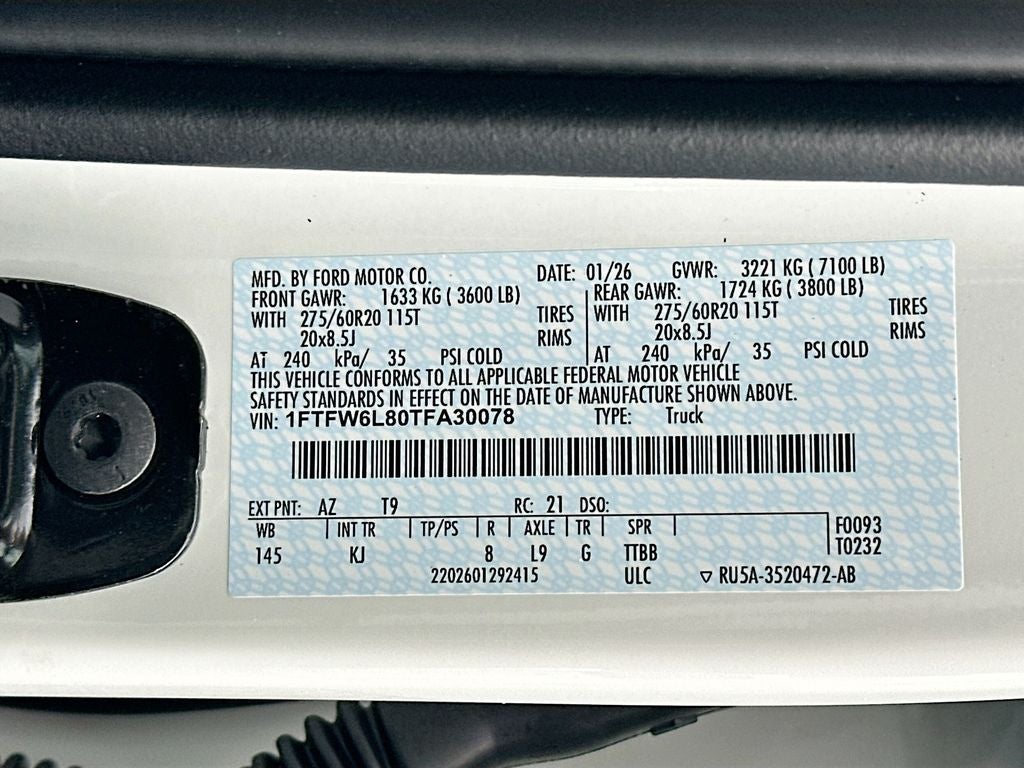 MFD. BY FORD MOTOR CO. DATE: 01/26 GVWR: 3221 KG ( 7100 LB)
FRONT GAWR: 1633 KG ( 3600 LB) REAR GAWR: 1724 KG ( 3800 LB)
WITH 275/60R20 115T TIRES WITH 275/60R20 115T TIRES
20x8.5J RIMS 20x8.5J RIMS
AT 240 kPa/ 35 PSI COLD AT 240 kPa/ 35 PSI COLD
THIS VEHICLE CONFORMS TO ALL APPLICABLE FEDERAL MOTOR VEHICLE
SAFETY STANDARDS IN EFFECT ON THE DATE OF MANUFACTURE SHOWN ABOVE.
VIN: 1FTFW6L80TFA30078 TYPE: Truck
EXT PNT: AZ T9 RC: 21 DSO:
WB INT TR TP/PS R AXLE TR SPR F0093
145 KJ 8 L9 G TTBB T0232
2202601292415 ULC ▽ RU5A-3520472-AB